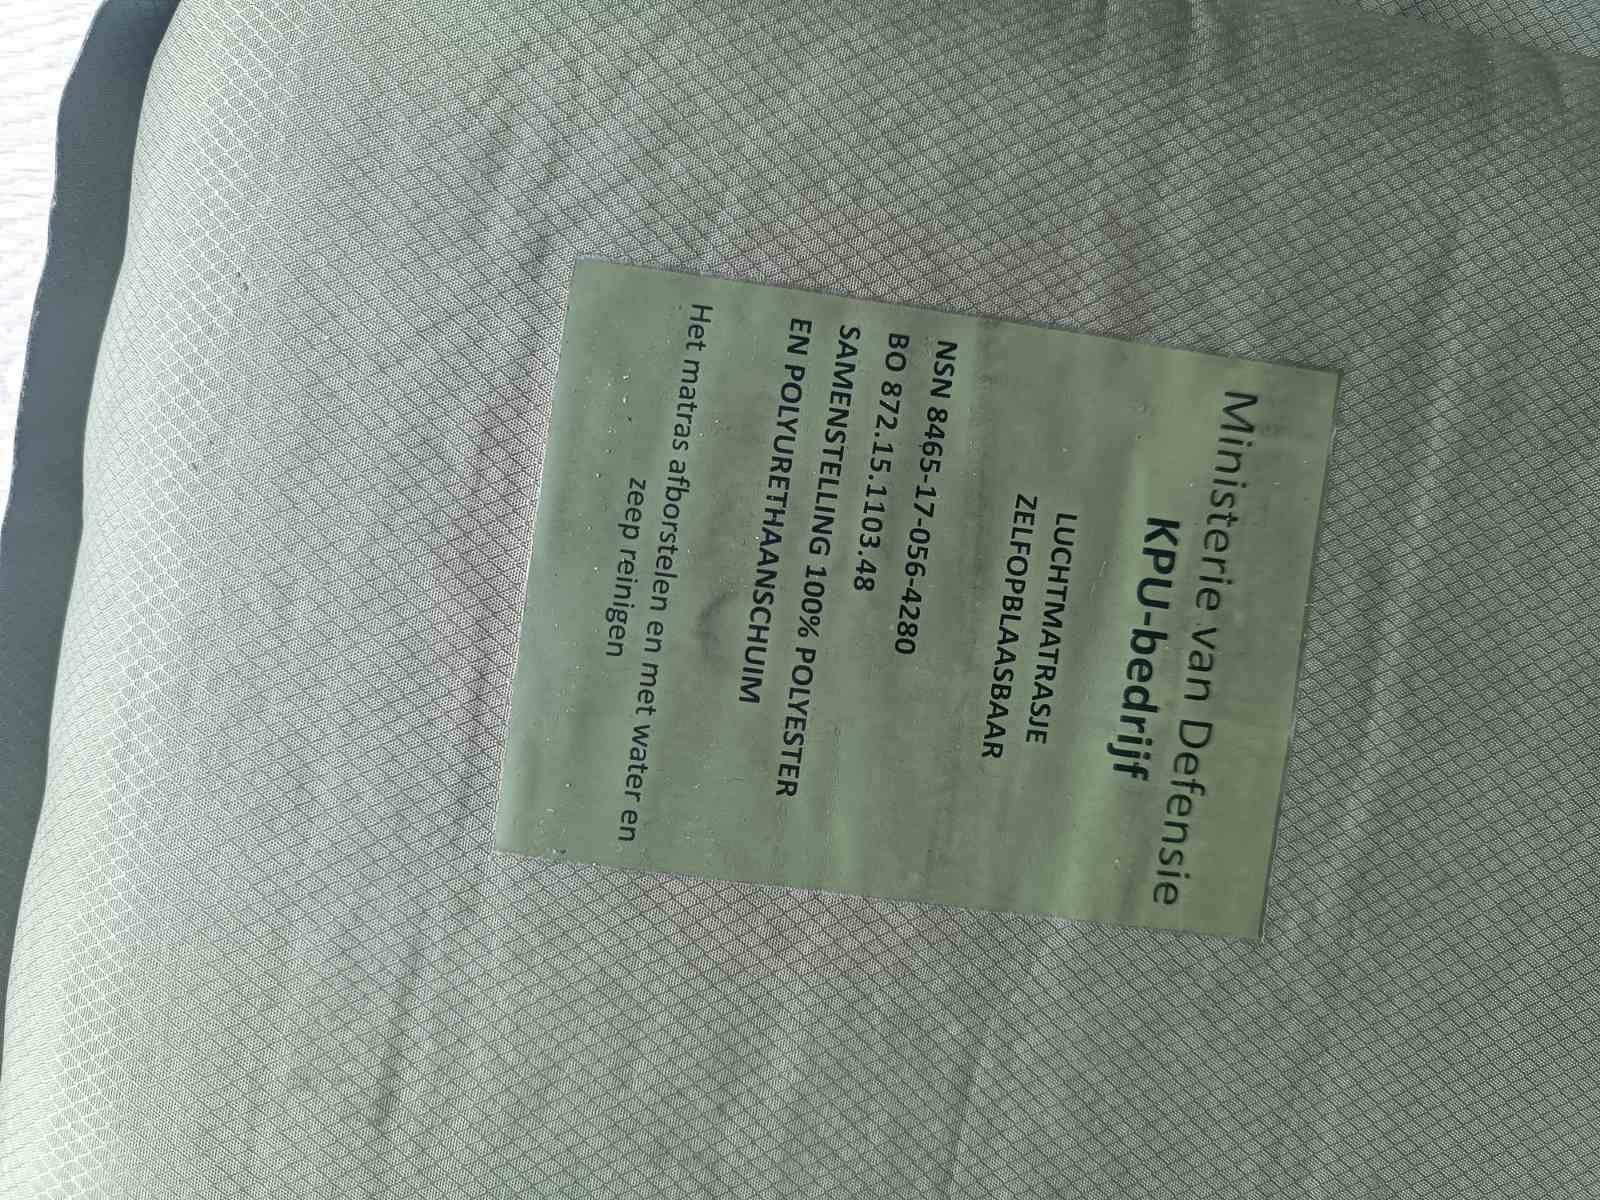 Ministerie van Defensie
KPU-bedrijf
LUCHTMATRASJE
ZELFOPBLAASBAAR
NSN 8465-17-056-4280
BO 872.15.1103.48
SAMENSTELLING 100% POLYESTER
EN POLYURETHAANSCHUIM
Het matras afborstelen en met water en
zeep reinigen